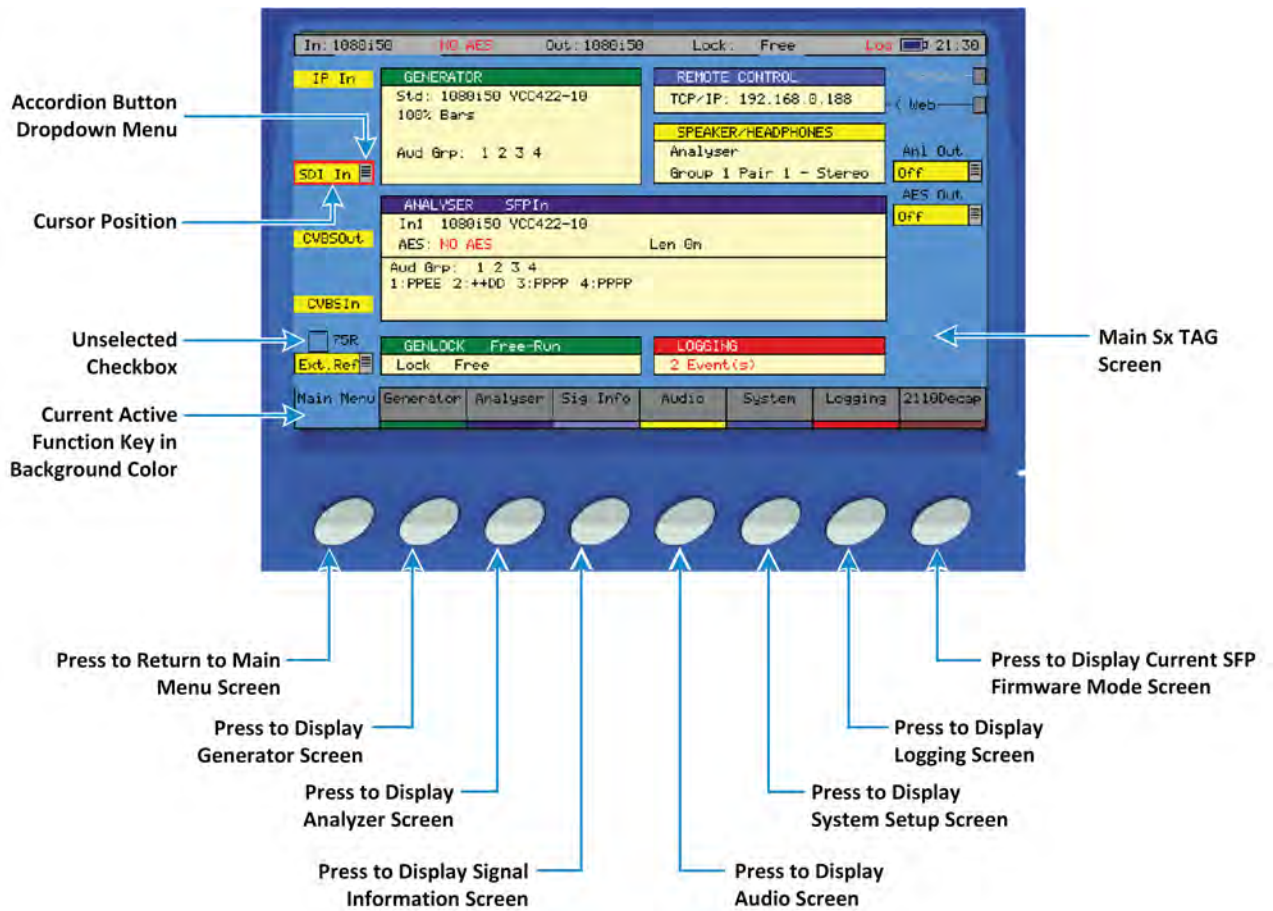 In: 1080i50 NO AES Out: 1080i50 Lock: Free Log 21:30
IP In
GENERATOR
Std: 1080i50 YCC422-10
100% Bars
Aud Grp: 1 2 3 4
REMOTE CONTROL
TCP/IP: 192.168.0.188
Web
SPEAKER/HEADPHONES
Analyser
Group 1 Pair 1 - Stereo
Anl Out
Off
AES Out
Off
Accordion Button
Dropdown Menu
SDI In
Cursor Position
ANALYSER SFPIn
In1 1080i50 YCC422-10
AES: NO AES Len 0m
Aud Grp: 1 2 3 4
1:PPEE 2:++DD 3:PPPP 4:PPPP
CVBSOut
CVBSIn
Unselected
Checkbox
75R
Ext.Ref
GENLOCK Free-Run
Lock Free
LOGGING
2 Event(s)
Main Sx TAG
Screen
Current Active
Function Key in
Background Color
Main Menu Generator Analyser Sig Info Audio System Logging 2110Decap
Press to Return to Main
Menu Screen
Press to Display
Generator Screen
Press to Display
Analyzer Screen
Press to Display Signal
Information Screen
Press to Display Current SFP
Firmware Mode Screen
Press to Display
Logging Screen
Press to Display
System Setup Screen
Press to Display
Audio Screen